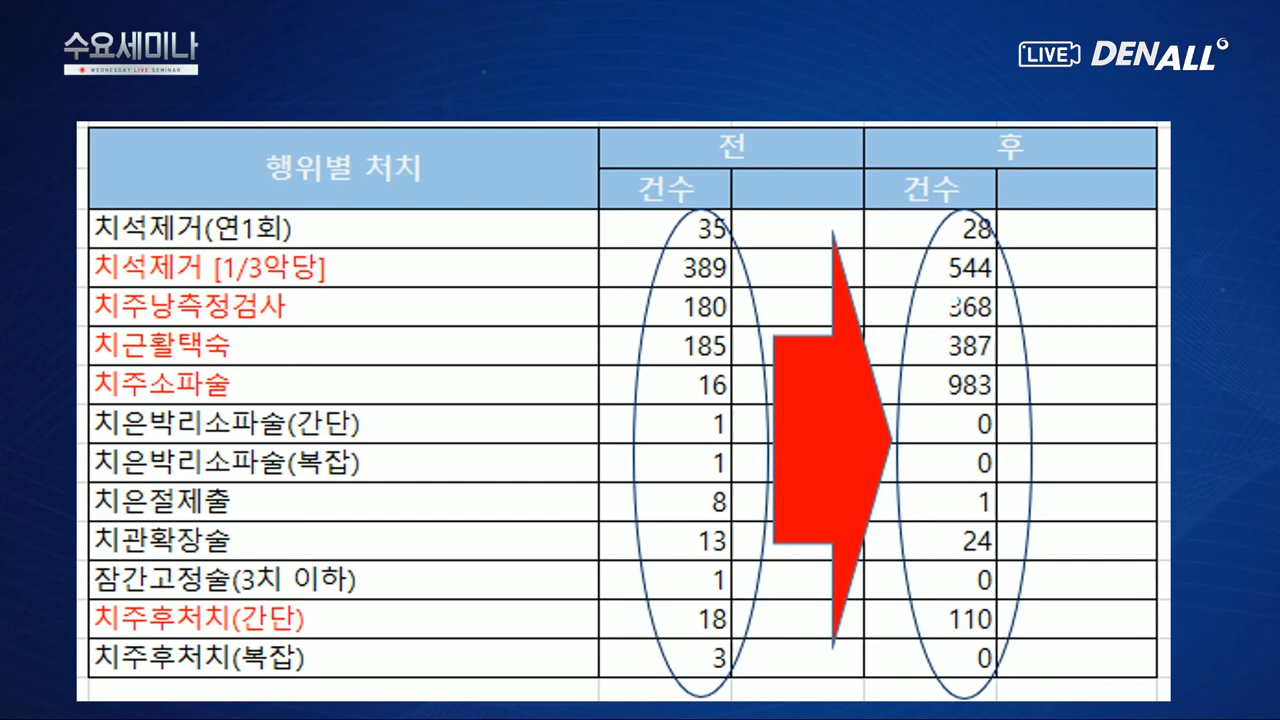 수요세미나
WEDNESDAY LIVE SEMINAR
LIVE DENALL
행위별 처치 전 후
건수 건수
치석제거(연1회) 35 28
치석제거 [1/3악당] 389 544
치주낭측정검사 180 368
치근활택숙 185 387
치주소파술 16 983
치은박리소파술(간단) 1 0
치은박리소파술(복잡) 1 0
치은절제출 8 1
치관확장술 13 24
잠간고정술(3치 이하) 1 0
치주후처치(간단) 18 110
치주후처치(복잡) 3 0